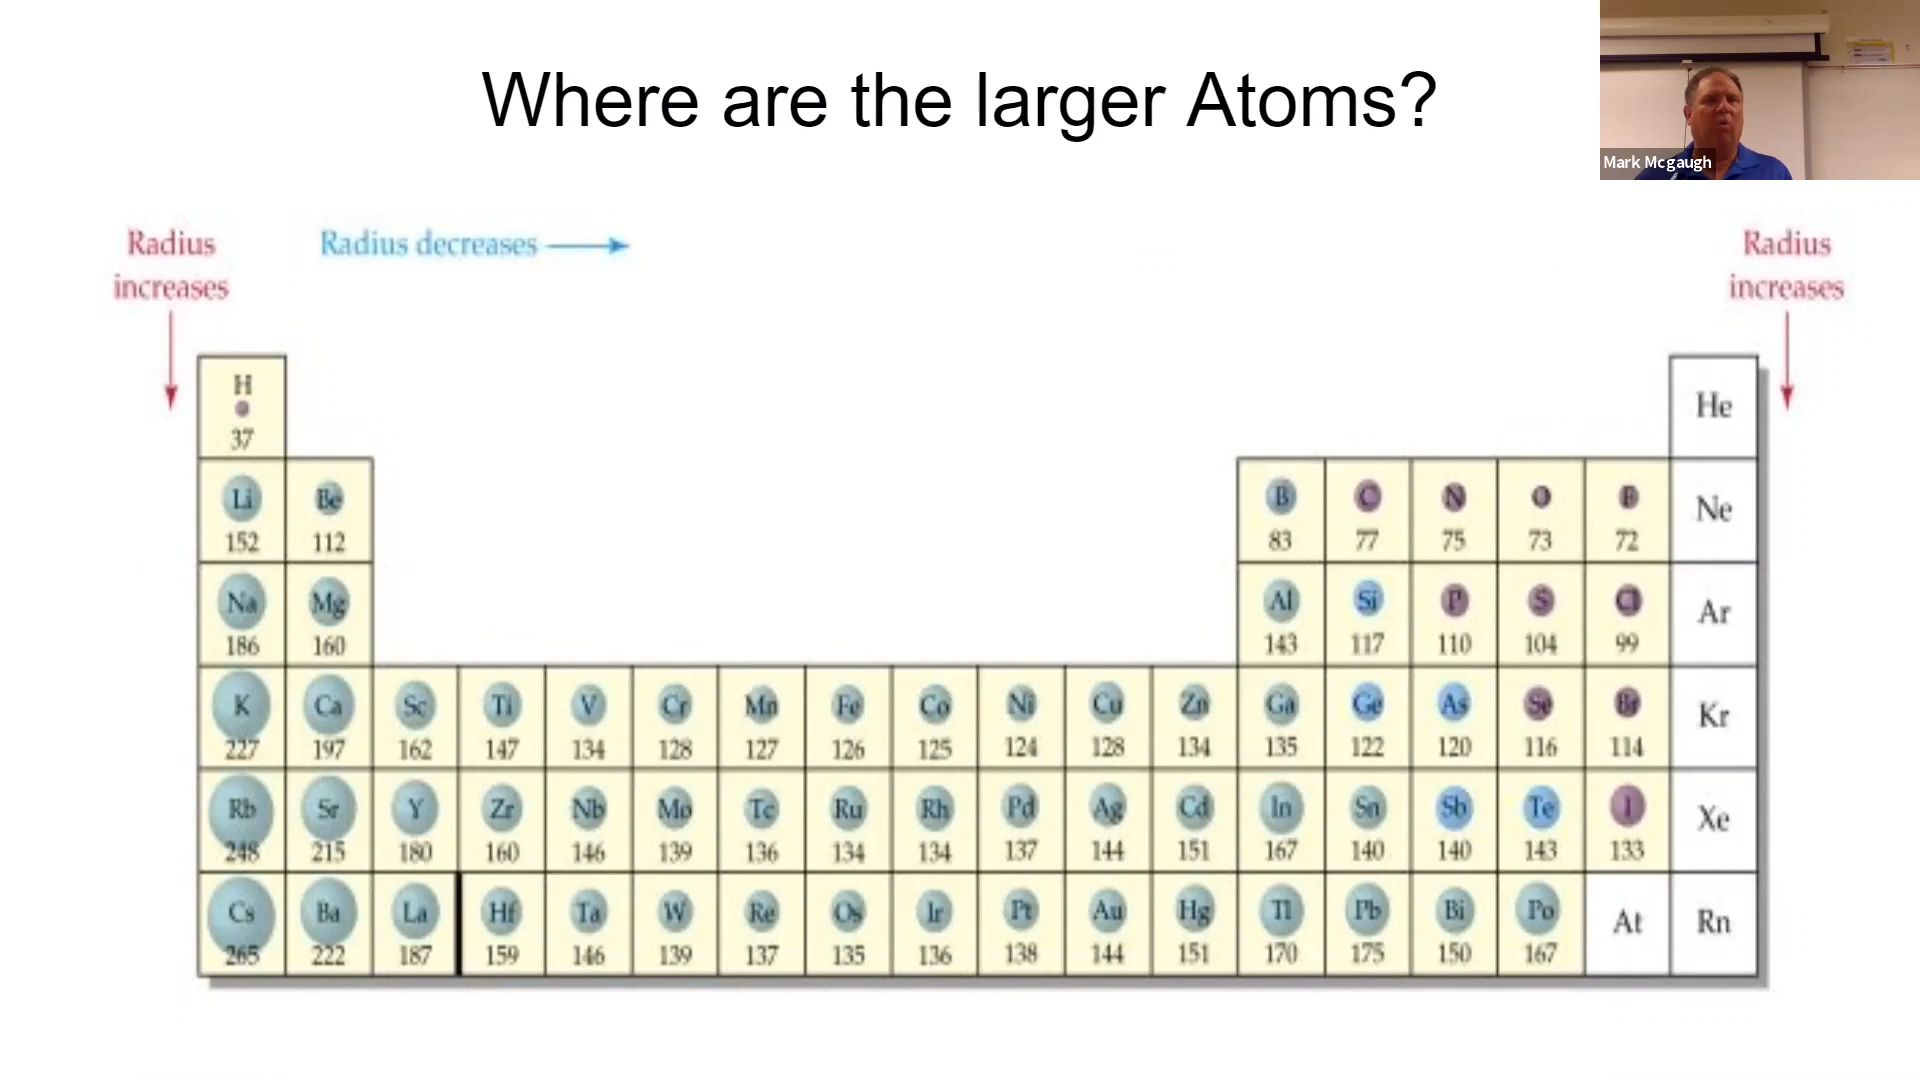 Where are the larger Atoms?
Mark Mcgaugh
Radius
increases
Radius decreases
Radius
increases
H
37
He
Li Be B C N O F Ne
152 112 83 77 75 73 72
Na Mg Al Si P S Cl Ar
186 160 143 117 110 104 99
K Ca Sc Ti V Cr Mn Fe Co Ni Cu Zn Ga Ge As Se Br Kr
227 197 162 147 134 128 127 126 125 124 128 134 135 122 120 116 114
Rb Sr Y Zr Nb Mo Tc Ru Rh Pd Ag Cd In Sn Sb Te I Xe
248 215 180 160 146 139 136 134 134 137 144 151 167 140 140 143 133
Cs Ba La Hf Ta W Re Os Ir Pt Au Hg Tl Pb Bi Po At Rn
265 222 187 159 146 139 137 135 136 138 144 151 170 175 150 167